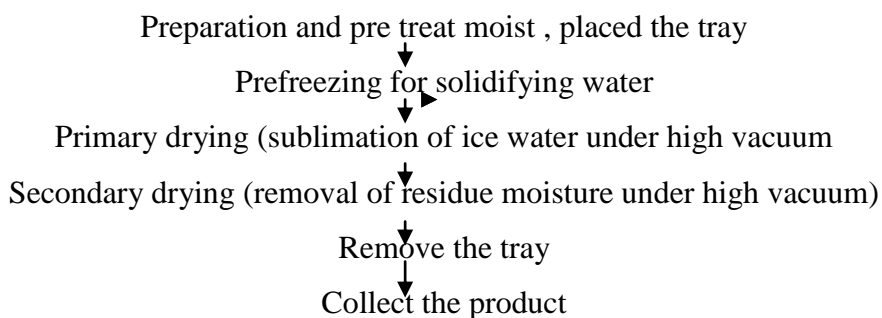 Preparation and pre treat moist , placed the tray
Prefreezing for solidifying water
Primary drying (sublimation of ice water under high vacuum
Secondary drying (removal of residue moisture under high vacuum)
Remove the tray
Collect the product